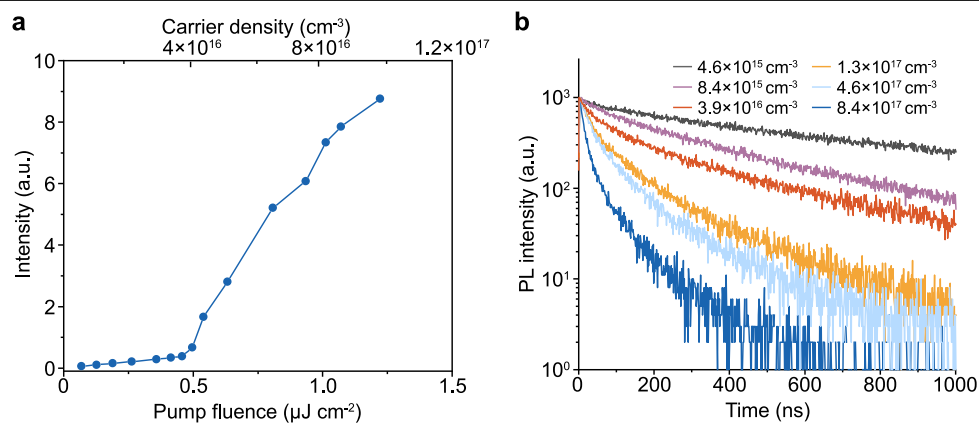 a
Carrier density (cm⁻³)
4×10¹⁶ 8×10¹⁶ 1.2×10¹⁷
10
8
6
4
2
0
Intensity (a.u.)
0 0.5 1.0 1.5
Pump fluence (μJ cm⁻²)
b
4.6×10¹⁵ cm⁻³ 1.3×10¹⁷ cm⁻³
8.4×10¹⁵ cm⁻³ 4.6×10¹⁷ cm⁻³
3.9×10¹⁶ cm⁻³ 8.4×10¹⁷ cm⁻³
10³
10²
10¹
10⁰
PL intensity (a.u.)
0 200 400 600 800 1000
Time (ns)